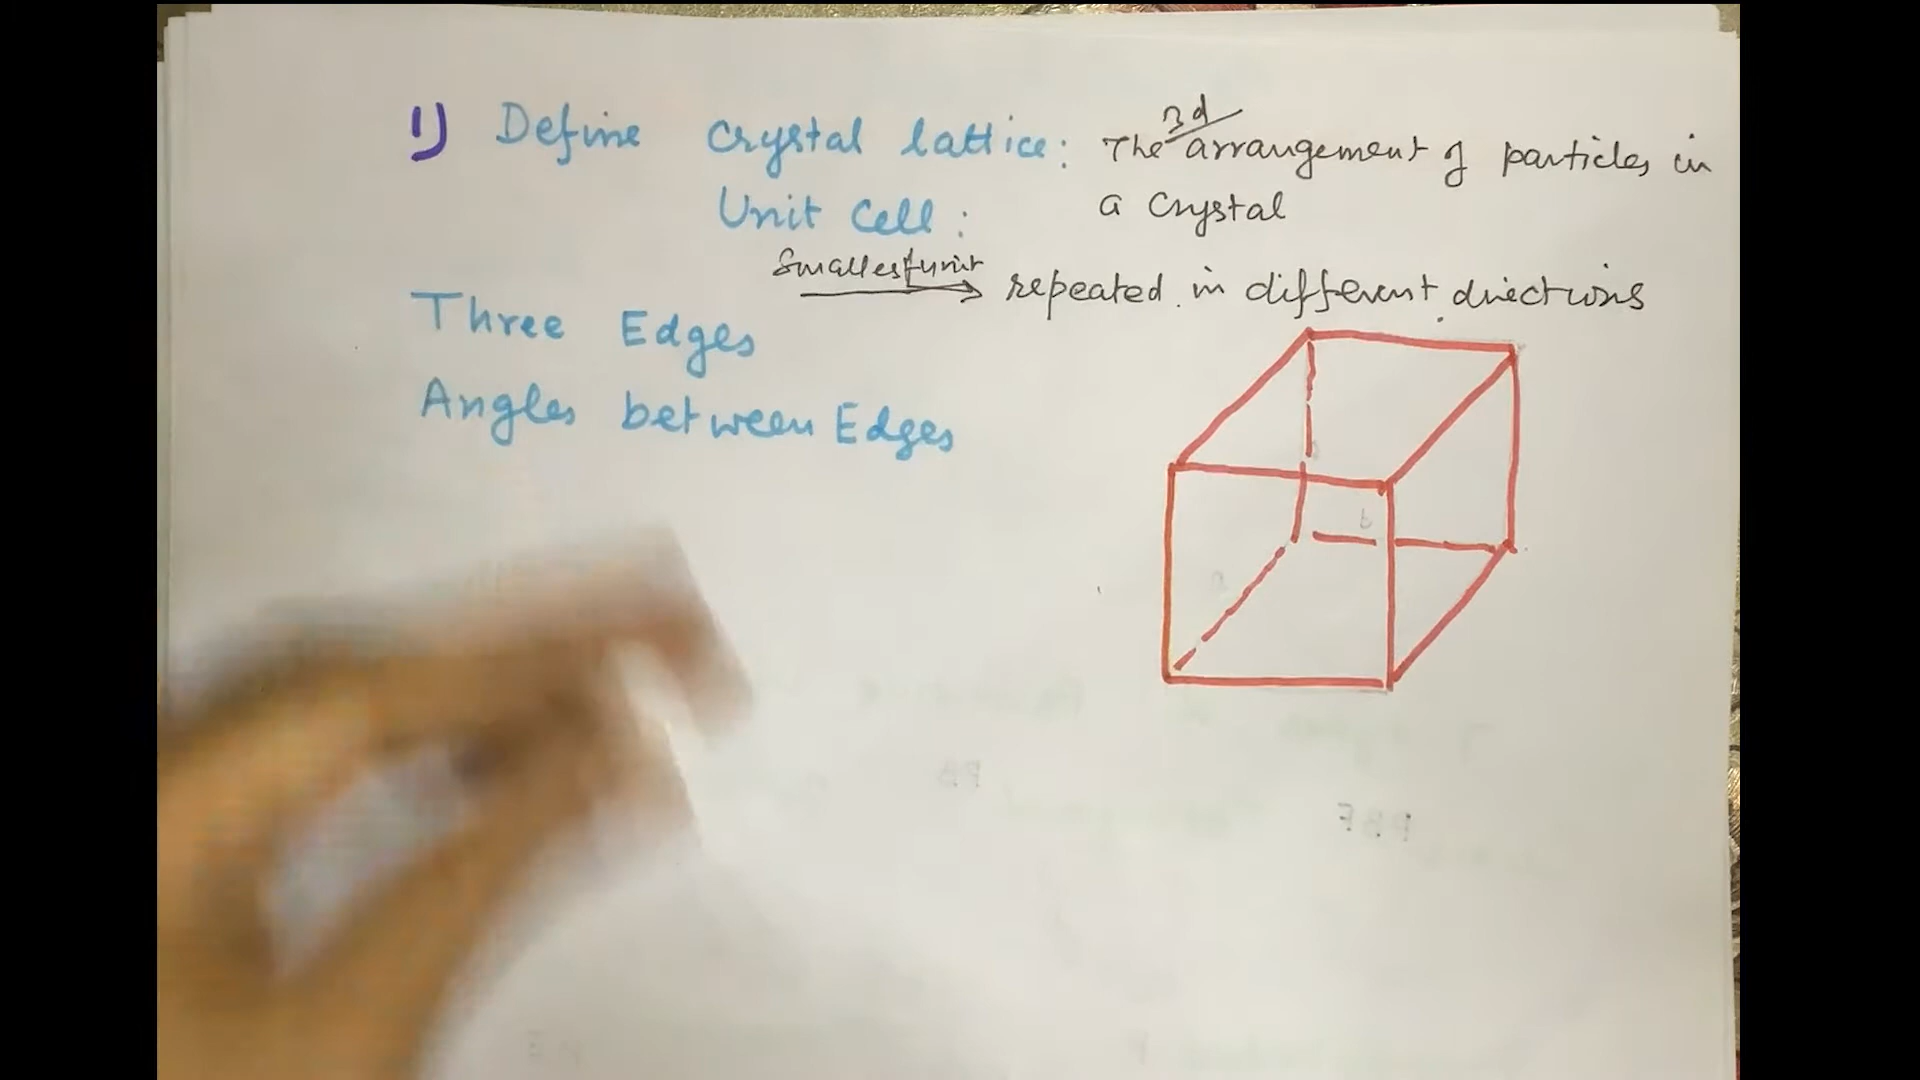 1) Define Crystal lattice: The 3d arrangement of particles in
a Crystal
Unit Cell:
Smallest unit → repeated in different directions
Three Edges
Angles between Edges